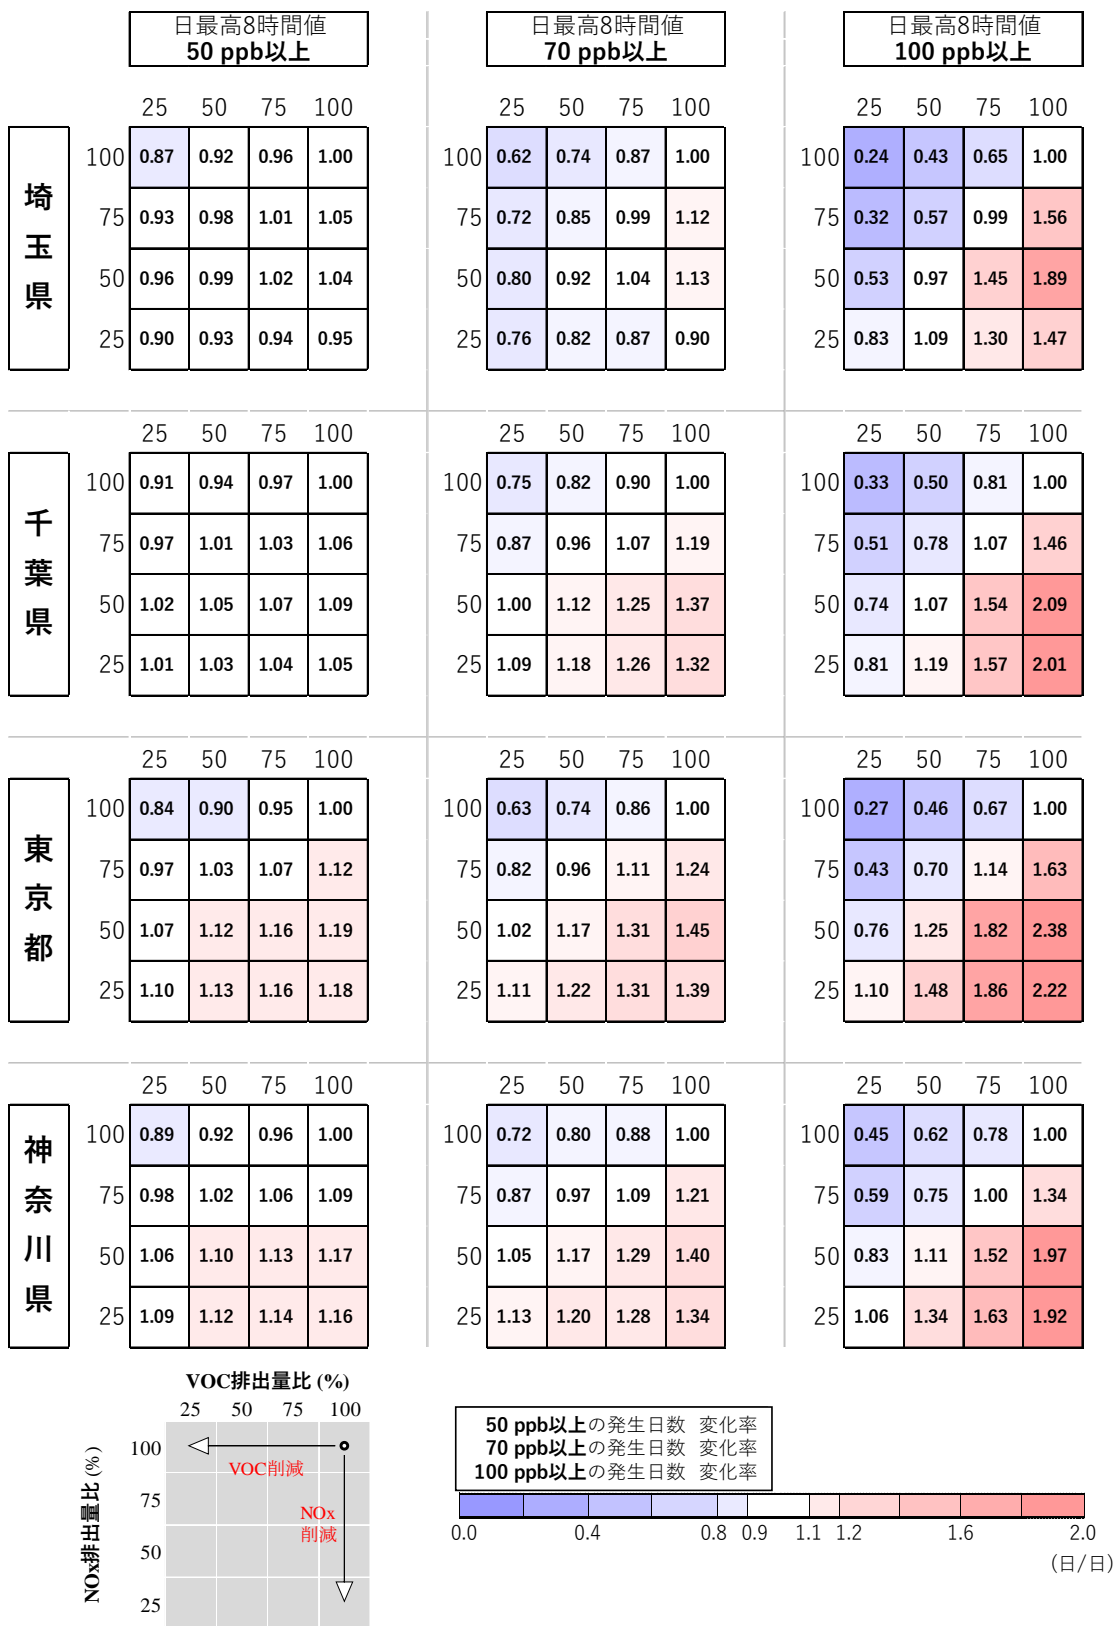 日最高8時間値 日最高8時間値 日最高8時間値
50 ppb以上 70 ppb以上 100 ppb以上
25 50 75 100 25 50 75 100 25 50 75 100
埼玉県
100 0.87 0.92 0.96 1.00 100 0.62 0.74 0.87 1.00 100 0.24 0.43 0.65 1.00
75 0.93 0.98 1.01 1.05 75 0.72 0.85 0.99 1.12 75 0.32 0.57 0.99 1.56
50 0.96 0.99 1.02 1.04 50 0.80 0.92 1.04 1.13 50 0.53 0.97 1.45 1.89
25 0.90 0.93 0.94 0.95 25 0.76 0.82 0.87 0.90 25 0.83 1.09 1.30 1.47
25 50 75 100 25 50 75 100 25 50 75 100
千葉県
100 0.91 0.94 0.97 1.00 100 0.75 0.82 0.90 1.00 100 0.33 0.50 0.81 1.00
75 0.97 1.01 1.03 1.06 75 0.87 0.96 1.07 1.19 75 0.51 0.78 1.07 1.46
50 1.02 1.05 1.07 1.09 50 1.00 1.12 1.25 1.37 50 0.74 1.07 1.54 2.09
25 1.01 1.03 1.04 1.05 25 1.09 1.18 1.26 1.32 25 0.81 1.19 1.57 2.01
25 50 75 100 25 50 75 100 25 50 75 100
東京都
100 0.84 0.90 0.95 1.00 100 0.63 0.74 0.86 1.00 100 0.27 0.46 0.67 1.00
75 0.97 1.03 1.07 1.12 75 0.82 0.96 1.11 1.24 75 0.43 0.70 1.14 1.63
50 1.07 1.12 1.16 1.19 50 1.02 1.17 1.31 1.45 50 0.76 1.25 1.82 2.38
25 1.10 1.13 1.16 1.18 25 1.11 1.22 1.31 1.39 25 1.10 1.48 1.86 2.22
25 50 75 100 25 50 75 100 25 50 75 100
神奈川県
100 0.89 0.92 0.96 1.00 100 0.72 0.80 0.88 1.00 100 0.45 0.62 0.78 1.00
75 0.98 1.02 1.06 1.09 75 0.87 0.97 1.09 1.21 75 0.59 0.75 1.00 1.34
50 1.06 1.10 1.13 1.17 50 1.05 1.17 1.29 1.40 50 0.83 1.11 1.52 1.97
25 1.09 1.12 1.14 1.16 25 1.13 1.20 1.28 1.34 25 1.06 1.34 1.63 1.92
VOC排出量比 (%)
25 50 75 100
NOx排出量比 (%)
100
VOC削減
75
NOx
削減
50
25
50 ppb以上の発生日数 変化率
70 ppb以上の発生日数 変化率
100 ppb以上の発生日数 変化率
0.0 0.4 0.8 0.9 1.1 1.2 1.6 2.0
(日/日)